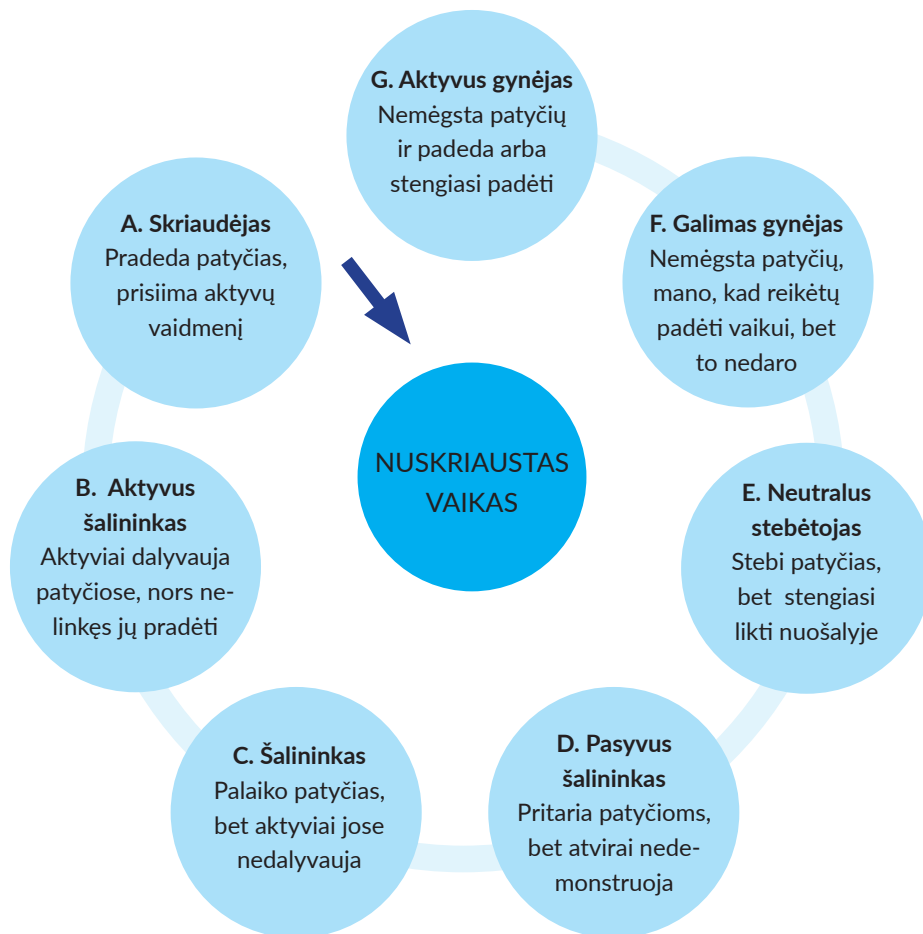 G. Aktyvus gynėjas
Nemėgsta patyčių
ir padeda arba
stengiasi padėti
A. Skriaudėjas
Pradeda patyčias,
prisiima aktyvų
vaidmenį
F. Galimas gynėjas
Nemėgsta patyčių,
mano, kad reikėtų
padėti vaikui, bet
to nedaro
NUSKRIAUSTAS
VAIKAS
B. Aktyvus
šalininkas
Aktyviai dalyvauja
patyčiose, nors ne-
linkęs jų pradėti
E. Neutralus
stebėtojas
Stebi patyčias,
bet stengiasi
likti nuošalyje
C. Šalininkas
Palaiko patyčias,
bet aktyviai jose
nedalyvauja
D. Pasyvus
šalininkas
Pritaria patyčioms,
bet atvirai nede-
monstruoja